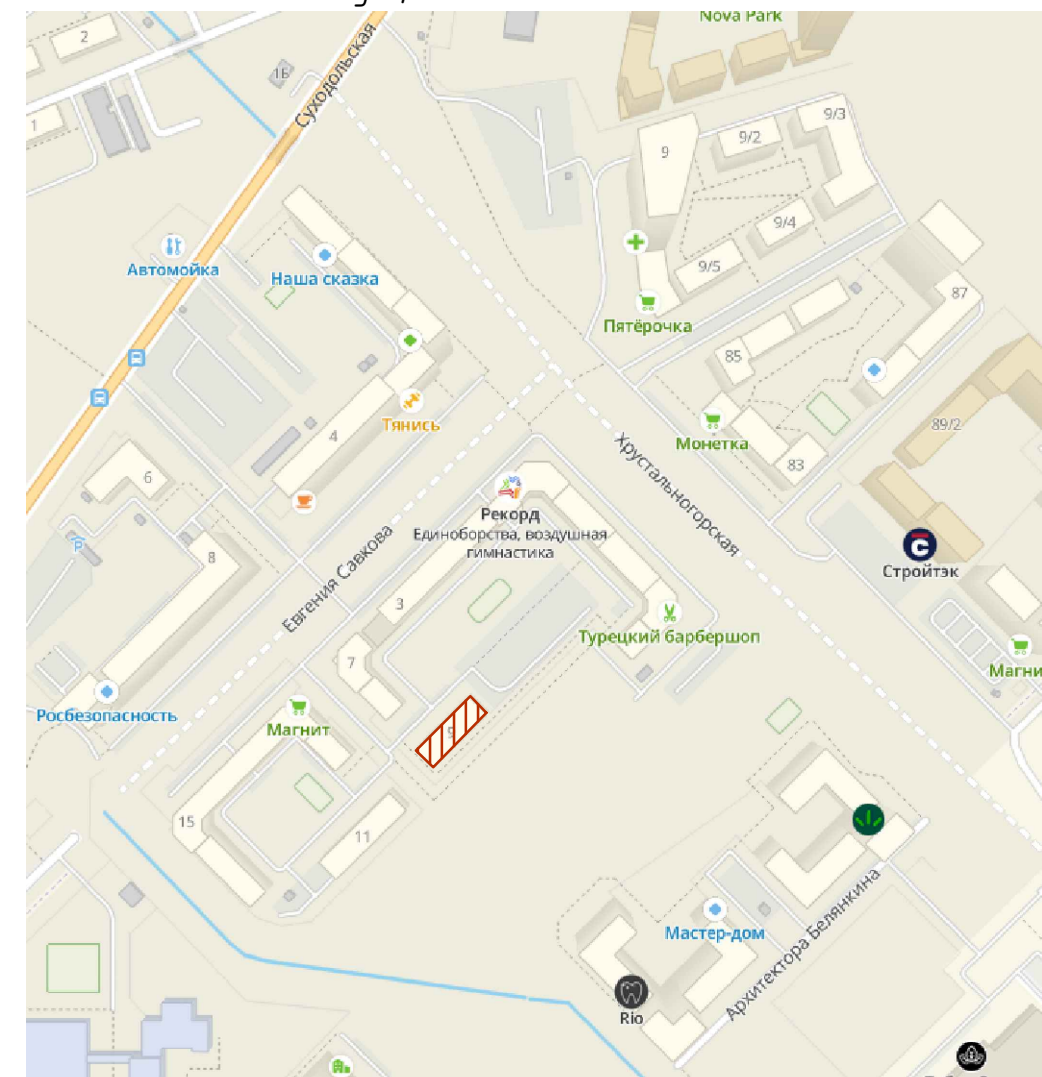 Nova Park
2
1Б
Суходольская
1
9/3
9/2
9
9/4
9/5
Автомойка
Наша сказка
Пятёрочка
87
85
Тянись
4
Монетка
89/2
83
6
Хрустальногорская
Рекорд
Единоборства, воздушная
гимнастика
8
Евгения Савкова
Стройтэк
3
Турецкий барбершоп
7
Магни
Росбезопасность
Магнит
9
15
11
Мастер-дом
Архитектора Белянкина
Rio